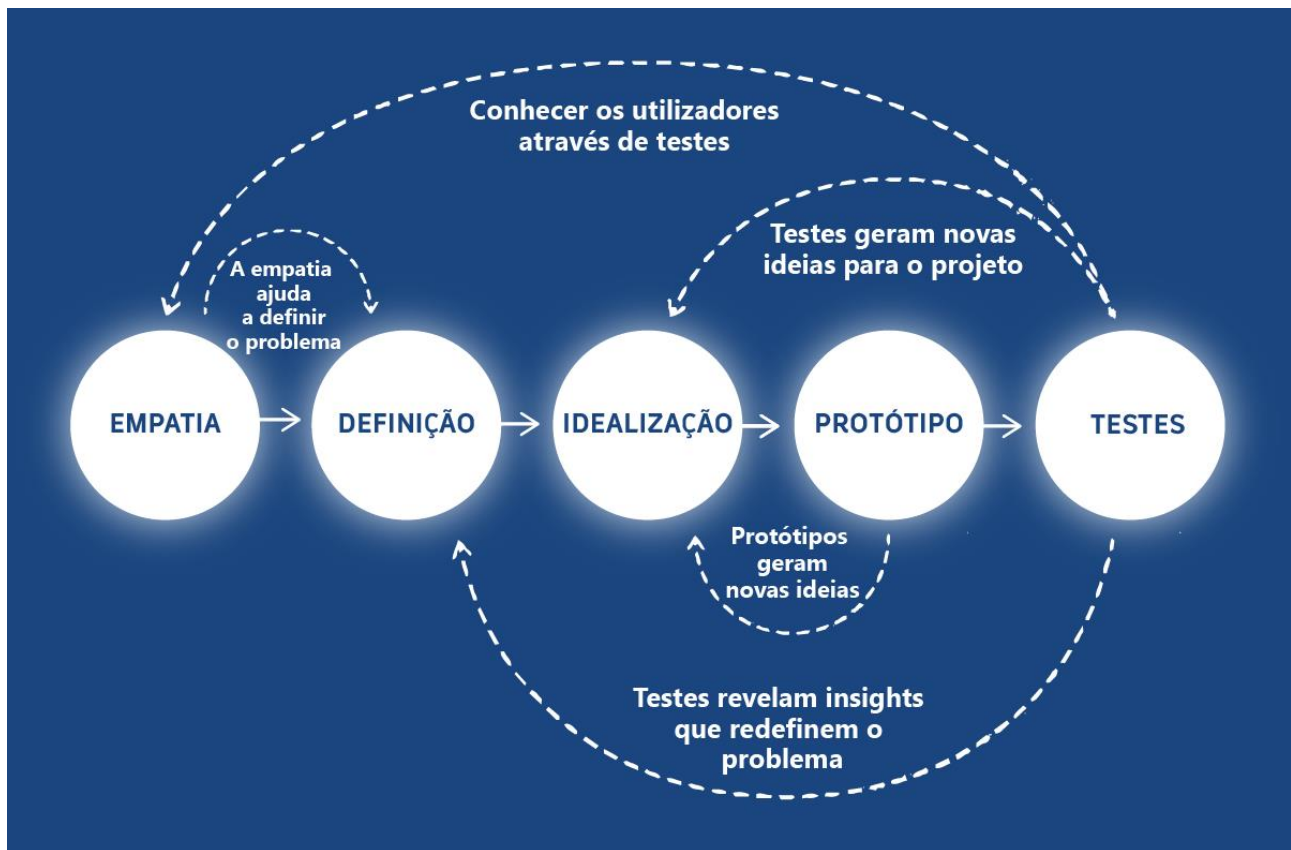 Conhecer os utilizadores
através de testes
Testes geram novas
ideias para o projeto
A empatia
ajuda
a definir
o problema
EMPATIA
DEFINIÇÃO
IDEALIZAÇÃO
PROTÓTIPO
TESTES
Protótipos
geram
novas ideias
Testes revelam insights
que redefinem o
problema